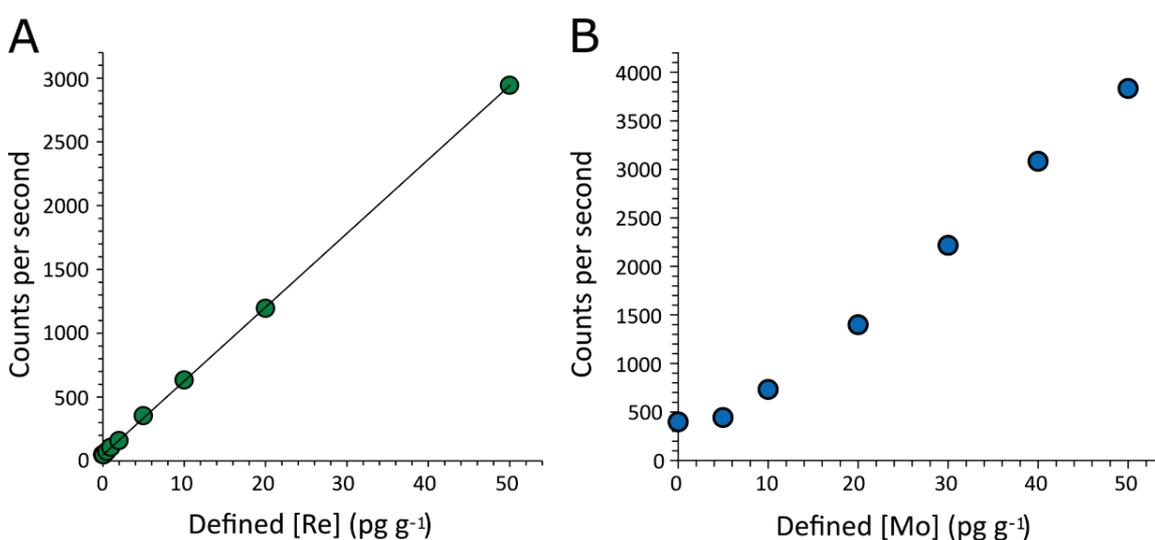 A
Counts per second
3000
2500
2000
1500
1000
500
0
0 10 20 30 40 50
Defined [Re] (pg g-1)
B
Counts per second
4000
3500
3000
2500
2000
1500
1000
500
0
0 10 20 30 40 50
Defined [Mo] (pg g-1)